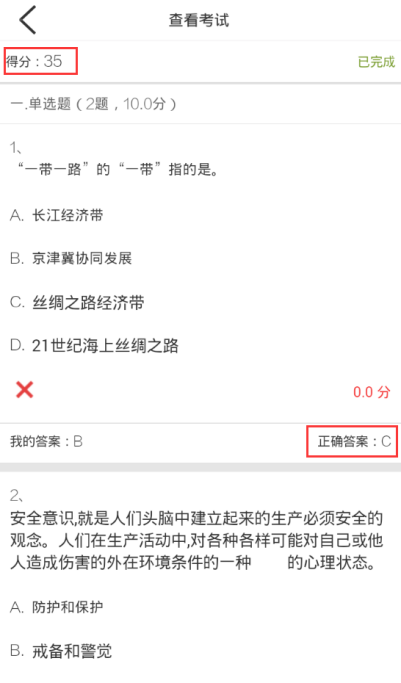 查看考试
得分：35
已完成
一.单选题（2题，10.0分）
1、
“一带一路”的“一带”指的是。
A. 长江经济带
B. 京津冀协同发展
C. 丝绸之路经济带
D. 21世纪海上丝绸之路
0.0 分
我的答案：B
正确答案：C
2、
安全意识,就是人们头脑中建立起来的生产必须安全的
观念。人们在生产活动中,对各种各样可能对自己或他
人造成伤害的外在环境条件的一种　　的心理状态。
A. 防护和保护
B. 戒备和警觉